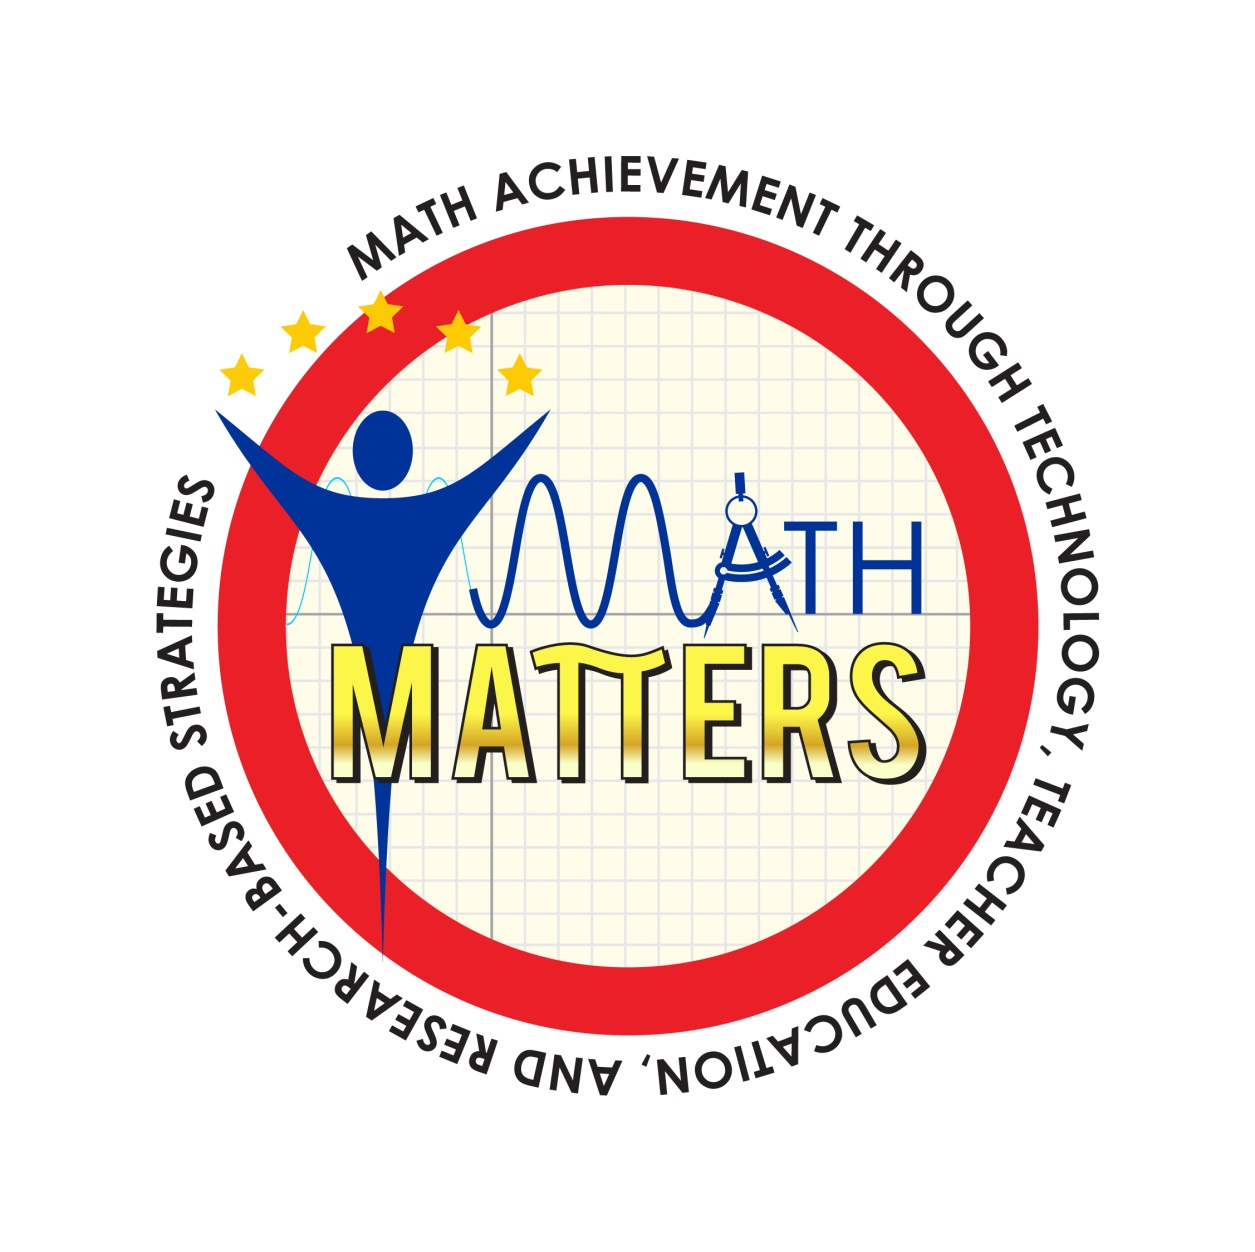 MATH ACHIEVEMENT THROUGH TECHNOLOGY, TEACHER EDUCATION, AND RESEARCH-BASED STRATEGIES
MATH
MATTERS